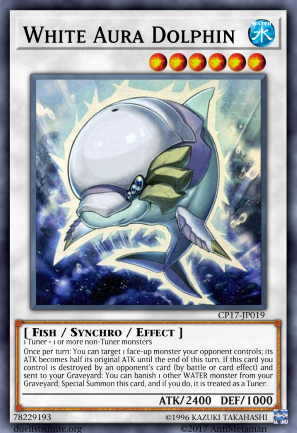 White Aura Dolphin
WATER
水
CP17-JP019
[ Fish / Synchro / Effect ]
1 Tuner + 1 or more non-Tuner monsters
Once per turn: You can target 1 face-up monster your opponent controls; its
ATK becomes half its original ATK until the end of this turn. If this card you
control is destroyed by an opponent's card (by battle or card effect) and
sent to your Graveyard: You can banish 1 other WATER monster from your
Graveyard; Special Summon this card, and if you do, it is treated as a Tuner.
ATK/2400 DEF/1000
78229193
©1996 KAZUKI TAKAHASHI
©2017